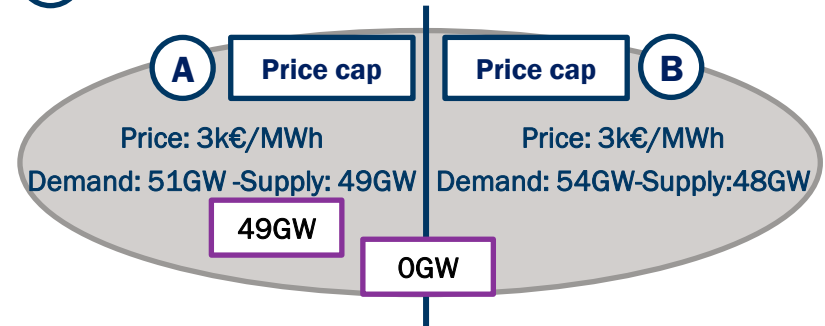 A Price cap
Price cap B
Price: 3k€/MWh
Price: 3k€/MWh
Demand: 51GW -Supply: 49GW
Demand: 54GW-Supply:48GW
49GW
0GW